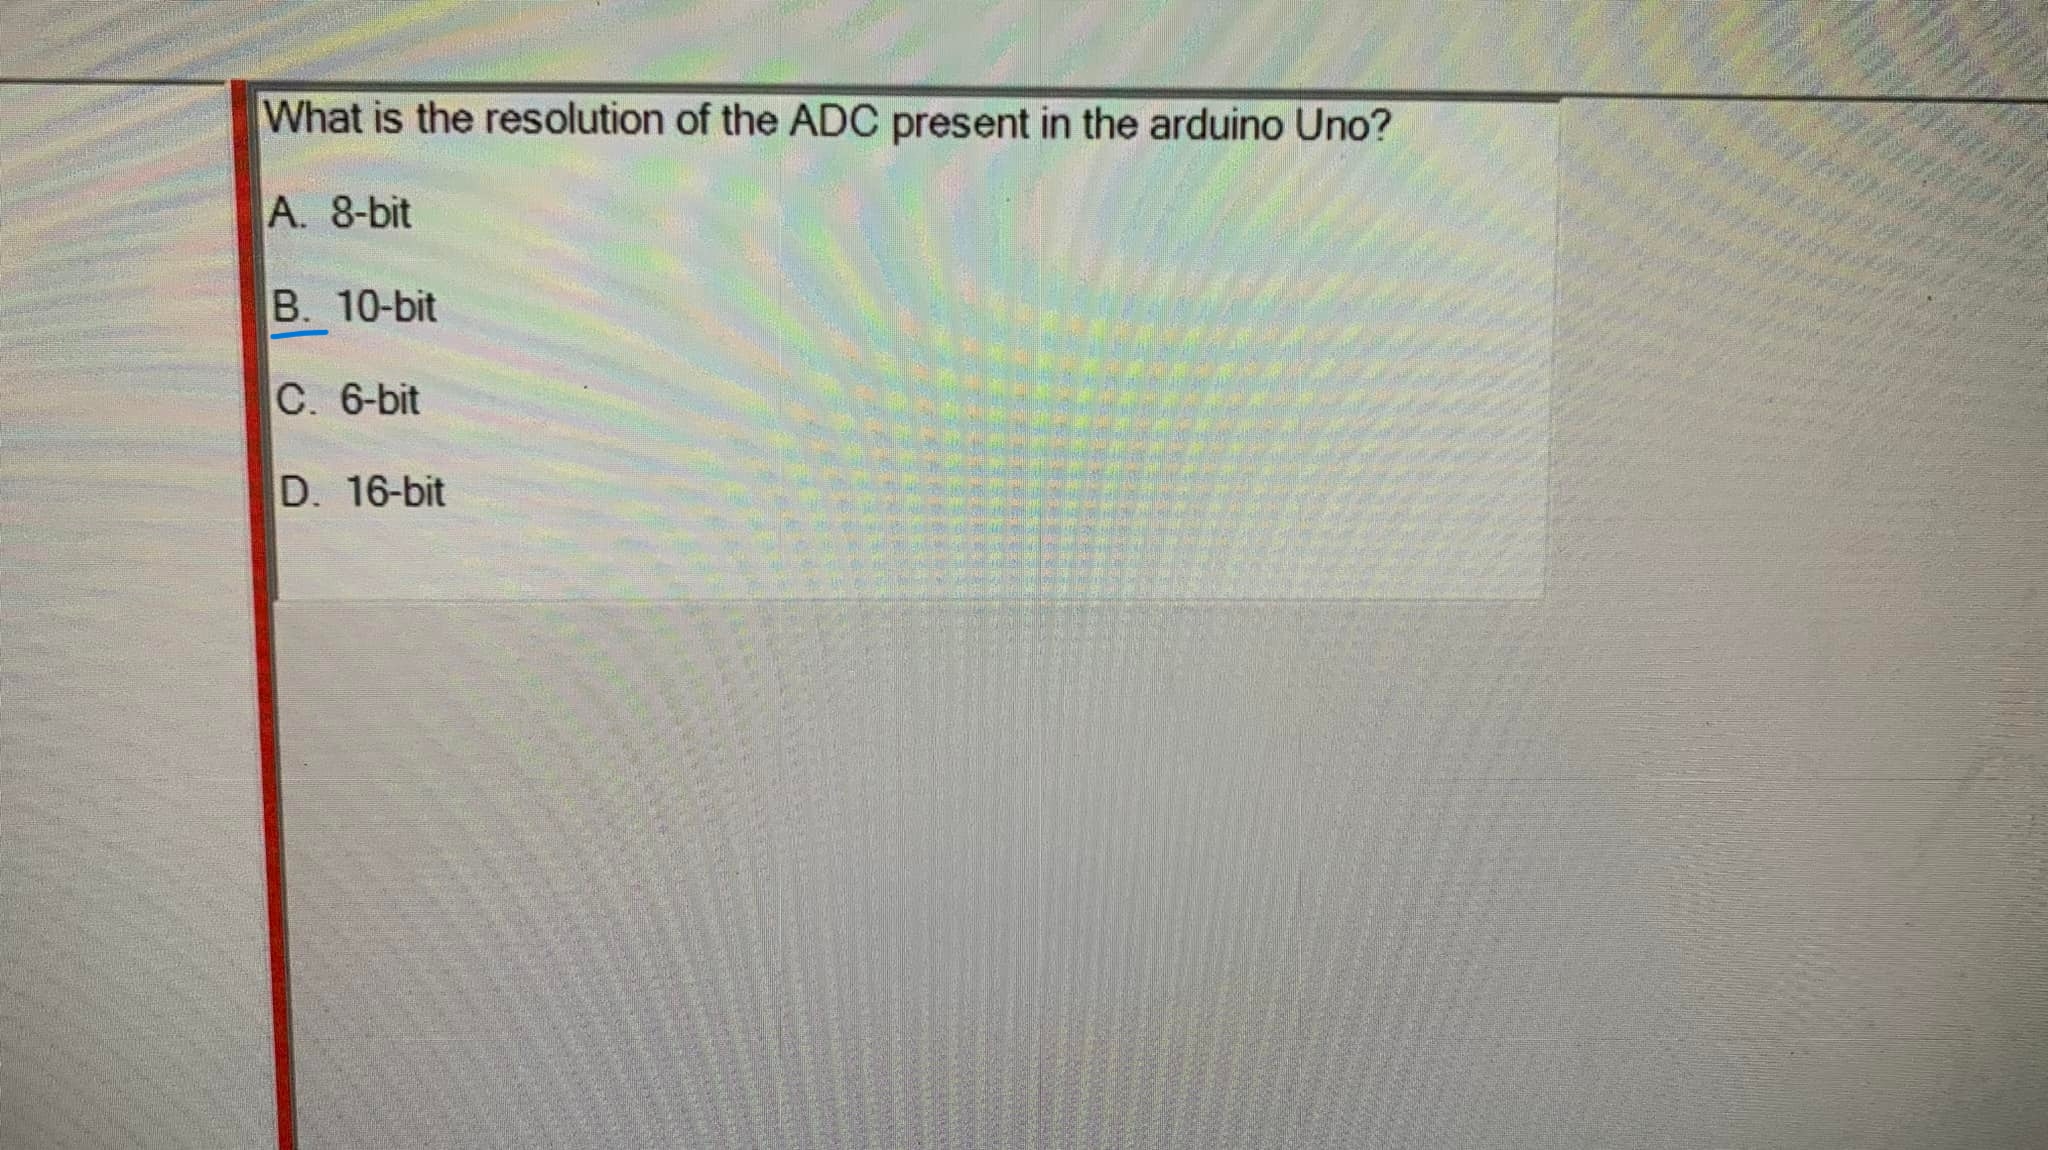 What is the resolution of the ADC present in the arduino Uno?
A. 8-bit
B. 10-bit
C. 6-bit
D. 16-bit